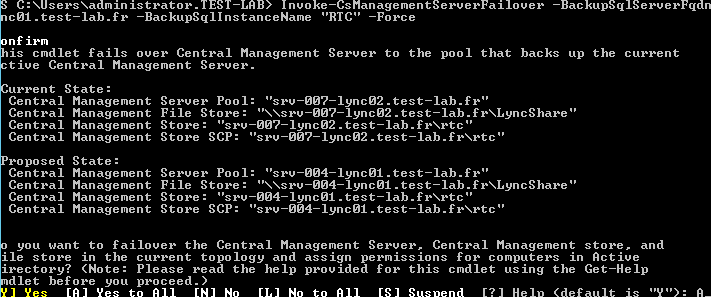 S C:\Users\administrator.TEST-LAB> Invoke-CsManagementServerFailover -BackupSqlServerFqdn
nc01.test-lab.fr -BackupSqlInstanceName "RTC" -Force
onfirm
his cmdlet fails over Central Management Server to the pool that backs up the current
ctive Central Management Server.
Current State:
Central Management Server Pool: "srv-007-lync02.test-lab.fr"
Central Management File Store: "\\srv-007-lync02.test-lab.fr\LyncShare"
Central Management Store: "srv-007-lync02.test-lab.fr\rtc"
Central Management Store SCP: "srv-007-lync02.test-lab.fr\rtc"
Proposed State:
Central Management Server Pool: "srv-004-lync01.test-lab.fr"
Central Management File Store: "\\srv-004-lync01.test-lab.fr\LyncShare"
Central Management Store: "srv-004-lync01.test-lab.fr\rtc"
Central Management Store SCP: "srv-004-lync01.test-lab.fr\rtc"
o you want to failover the Central Management Server, Central Management store, and
ile store in the current topology and assign permissions for computers in Active
irectory? (Note: Please read the help provided for this cmdlet using the Get-Help
mdlet before you proceed.)
Y] Yes [A] Yes to All [N] No [L] No to All [S] Suspend [?] Help (default is "Y"): A